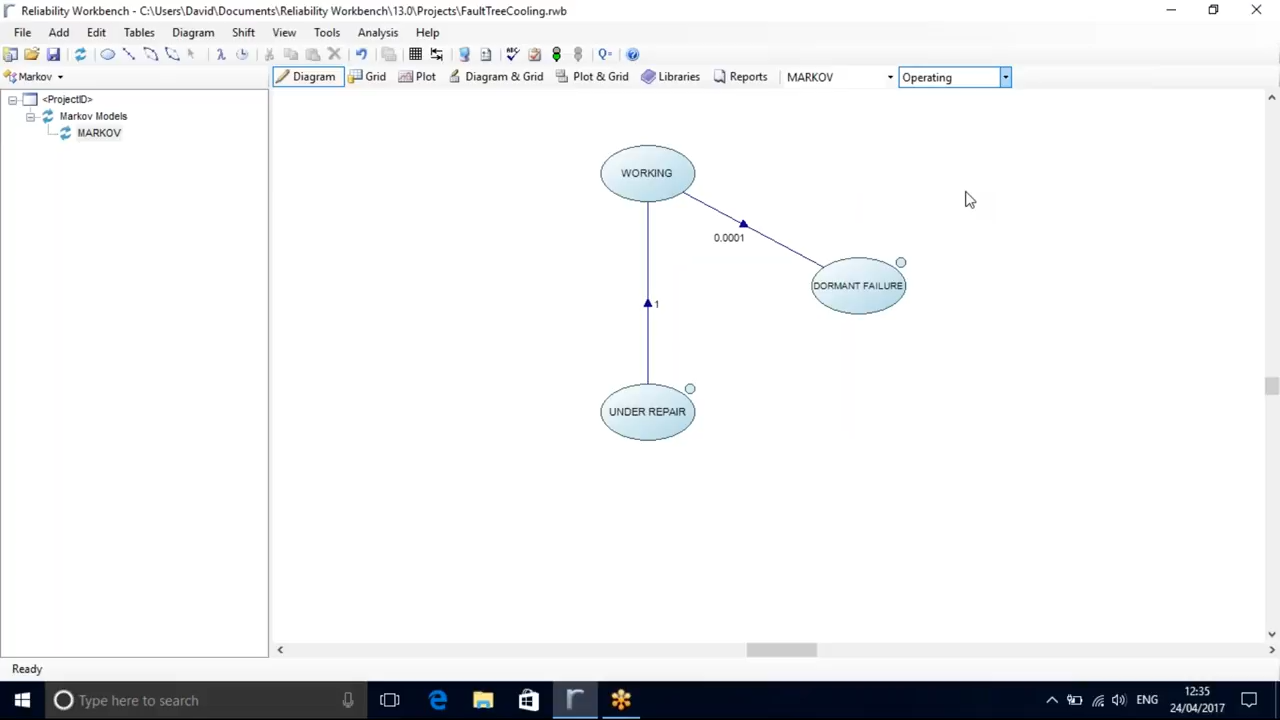 Reliability Workbench - C:\Users\David\Documents\Reliability Workbench\13.0\Projects\FaultTreeCooling.rwb
File Add Edit Tables Diagram Shift View Tools Analysis Help
Markov Diagram Grid Plot Diagram & Grid Plot & Grid Libraries Reports MARKOV Operating
<ProjectID>
Markov Models
MARKOV
WORKING
0.0001
DORMANT FAILURE
1
UNDER REPAIR
Ready
Type here to search
ENG
12:35
24/04/2017